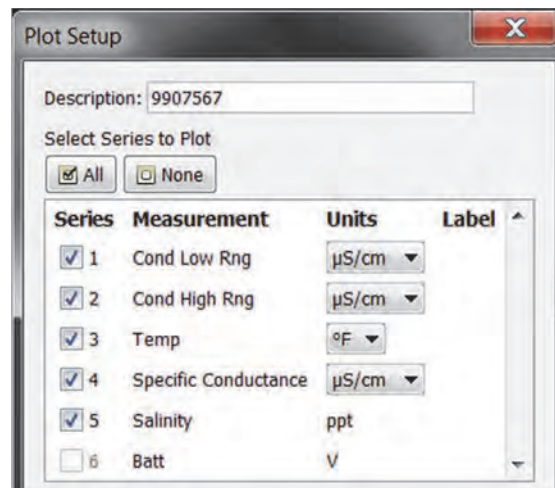 Plot Setup
X
Description: 9907567
Select Series to Plot
All None
Series Measurement Units Label
1 Cond Low Rng µS/cm
2 Cond High Rng µS/cm
3 Temp °F
4 Specific Conductance µS/cm
5 Salinity ppt
6 Batt V